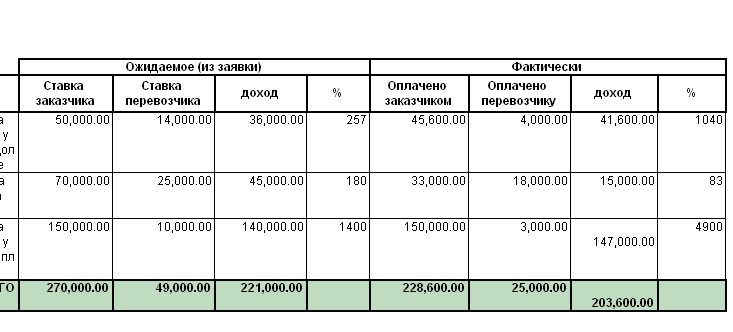 Ожидаемое (из заявки) Фактически
Ставка заказчика Ставка перевозчика доход % Оплачено заказчиком Оплачено перевозчику доход %
а 50,000.00 14,000.00 36,000.00 257 45,600.00 4,000.00 41,600.00 1040
у
дол
е
а 70,000.00 25,000.00 45,000.00 180 33,000.00 18,000.00 15,000.00 83
а 150,000.00 10,000.00 140,000.00 1400 150,000.00 3,000.00 147,000.00 4900
у
пл
ГО 270,000.00 49,000.00 221,000.00 228,600.00 25,000.00 203,600.00